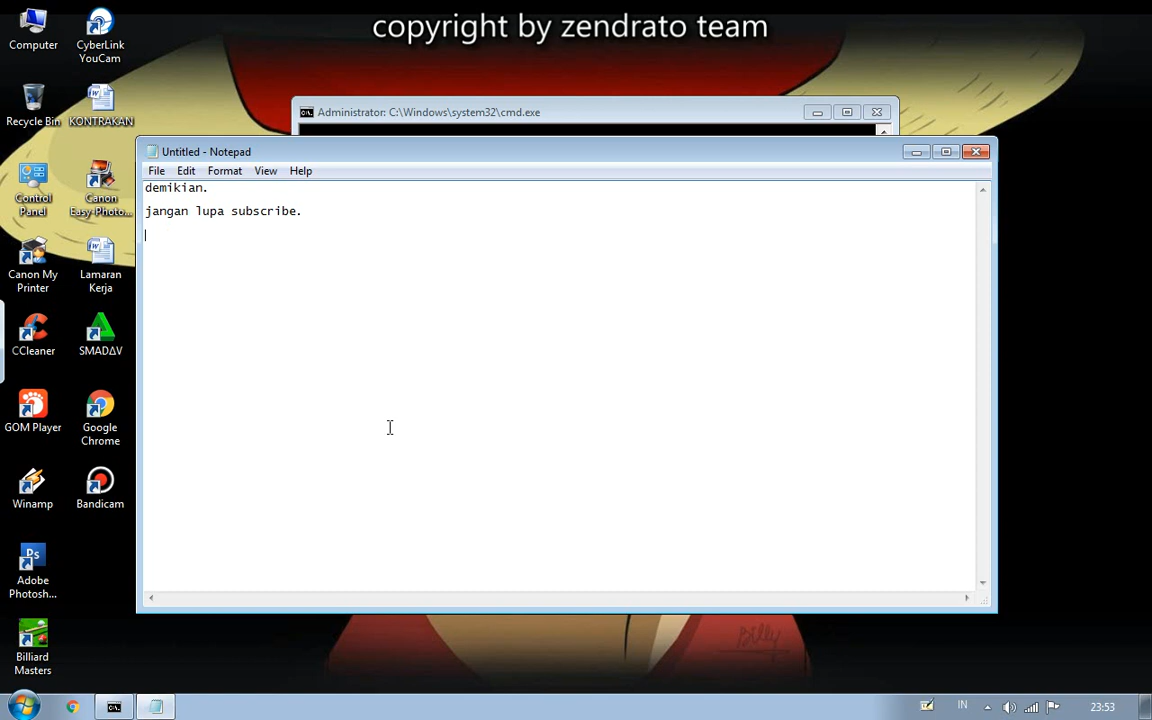 copyright by zendrato team
Computer
CyberLink
YouCam
Recycle Bin
KONTRAKAN
Administrator: C:\Windows\system32\cmd.exe
Untitled - Notepad
File Edit Format View Help
demikian.
jangan lupa subscribe.
Control
Panel
Canon
Easy-Photo...
Canon My
Printer
Lamaran
Kerja
CCleaner
SMADAV
GOM Player
Google
Chrome
Winamp
Bandicam
Ps
Adobe
Photosh...
Billiard
Masters
Billy
IN
23:53